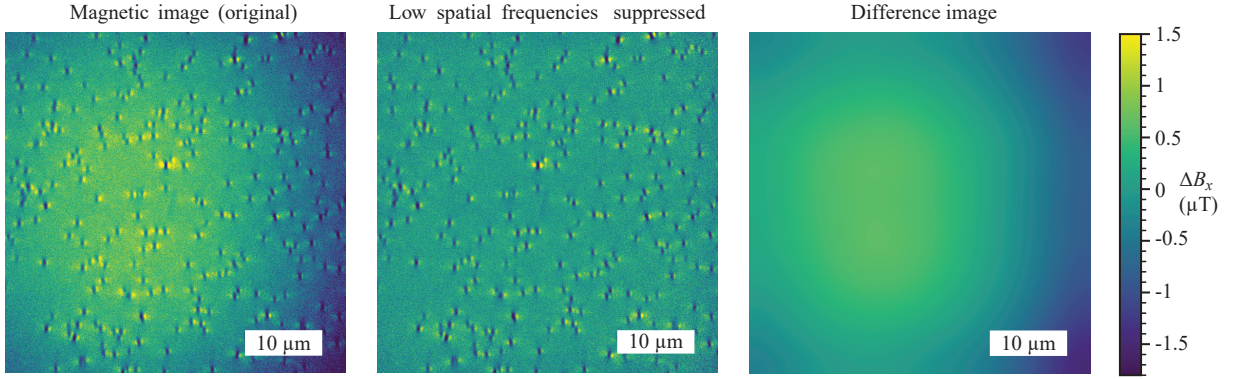 Magnetic image (original)
Low spatial frequencies suppressed
Difference image
10 µm
10 µm
10 µm
1.5
1
0.5
0
-0.5
-1
-1.5
ΔBx
(µT)